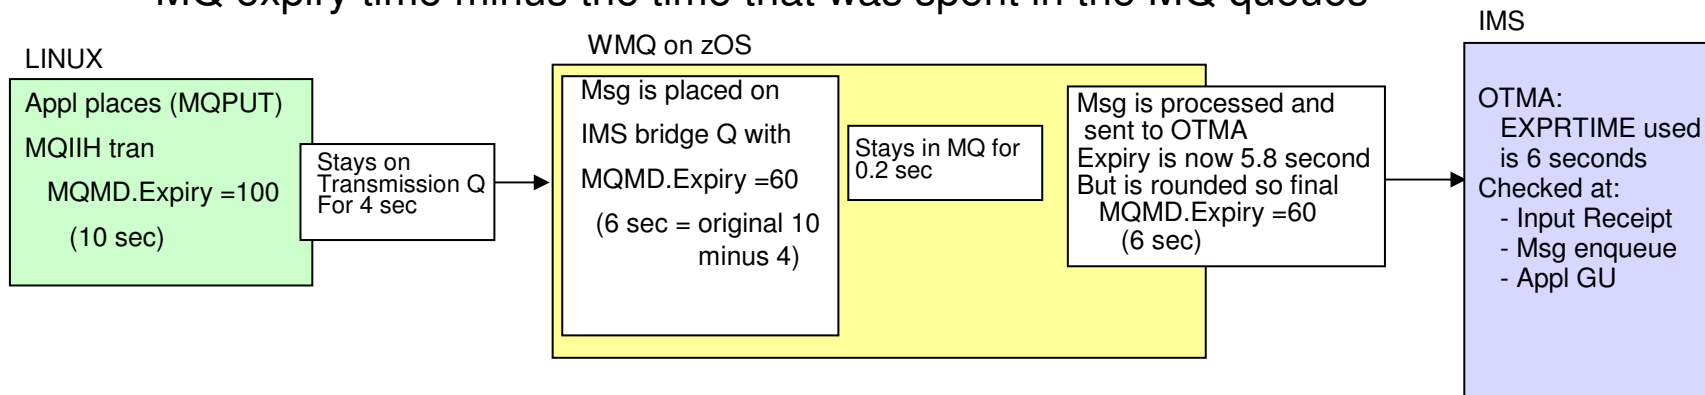 MQ expiry time minus the time that was spent in the MQ queues
LINUX
Appl places (MQPUT)
MQIIH tran
MQMD.Expiry =100
(10 sec)
Stays on
Transmission Q
For 4 sec
WMQ on zOS
Msg is placed on
IMS bridge Q with
MQMD.Expiry =60
(6 sec = original 10
minus 4)
Stays in MQ for
0.2 sec
Msg is processed and
sent to OTMA
Expiry is now 5.8 second
But is rounded so final
MQMD.Expiry =60
(6 sec)
IMS
OTMA:
EXPRTIME used
is 6 seconds
Checked at:
- Input Receipt
- Msg enqueue
- Appl GU